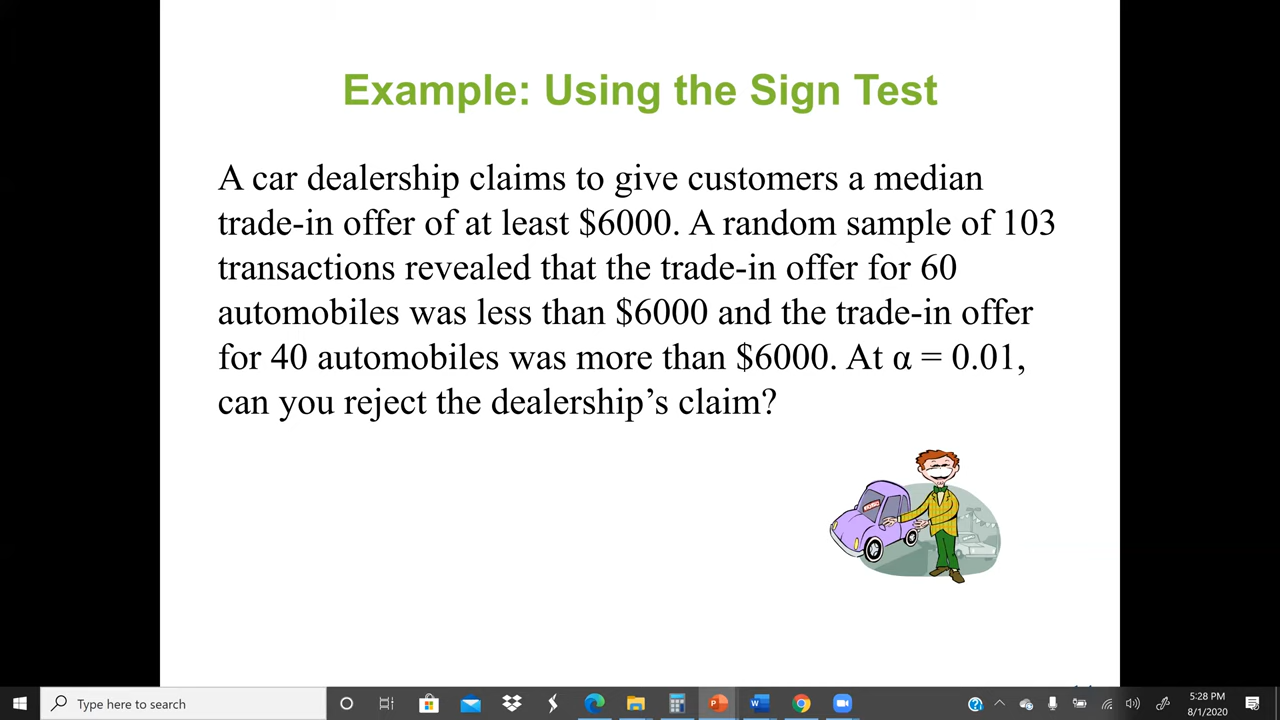 Example: Using the Sign Test
A car dealership claims to give customers a median
trade-in offer of at least $6000. A random sample of 103
transactions revealed that the trade-in offer for 60
automobiles was less than $6000 and the trade-in offer
for 40 automobiles was more than $6000. At α = 0.01,
can you reject the dealership’s claim?
Type here to search
5:28 PM
8/1/2020